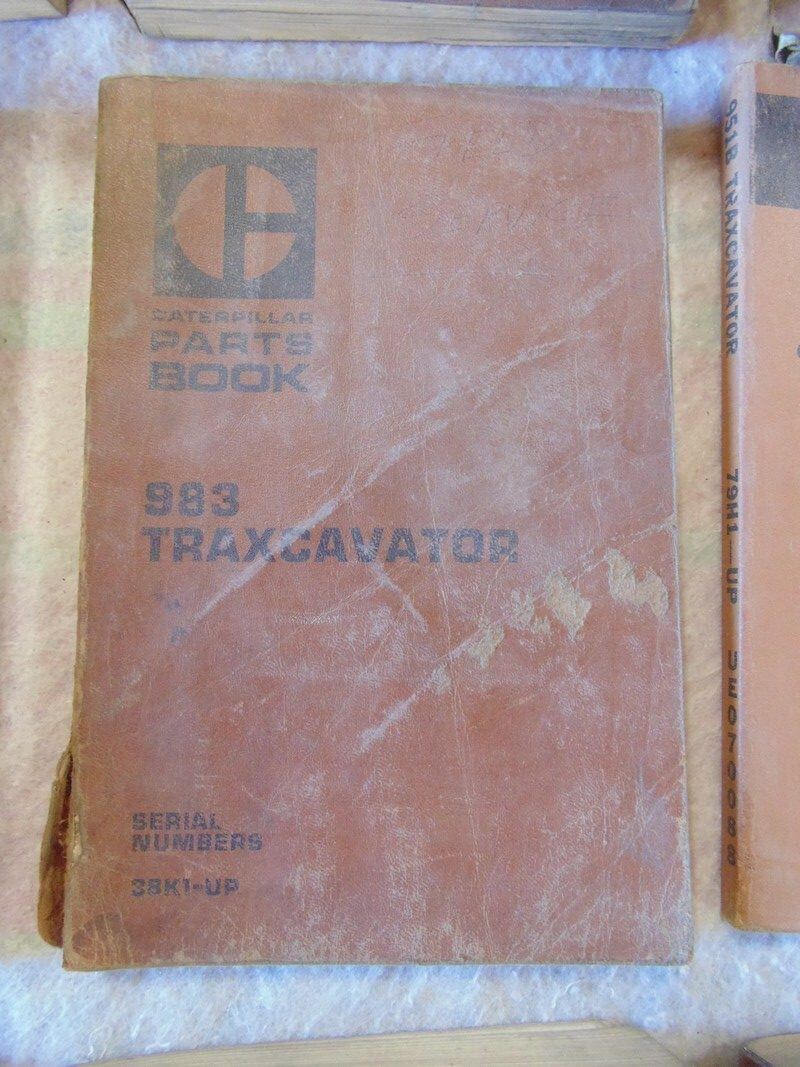 CATERPILLAR
PARTS
BOOK
983
TRAXCAVATOR
SERIAL
NUMBERS
38K1-UP
951B TRAXCAVATOR 79H1-UP